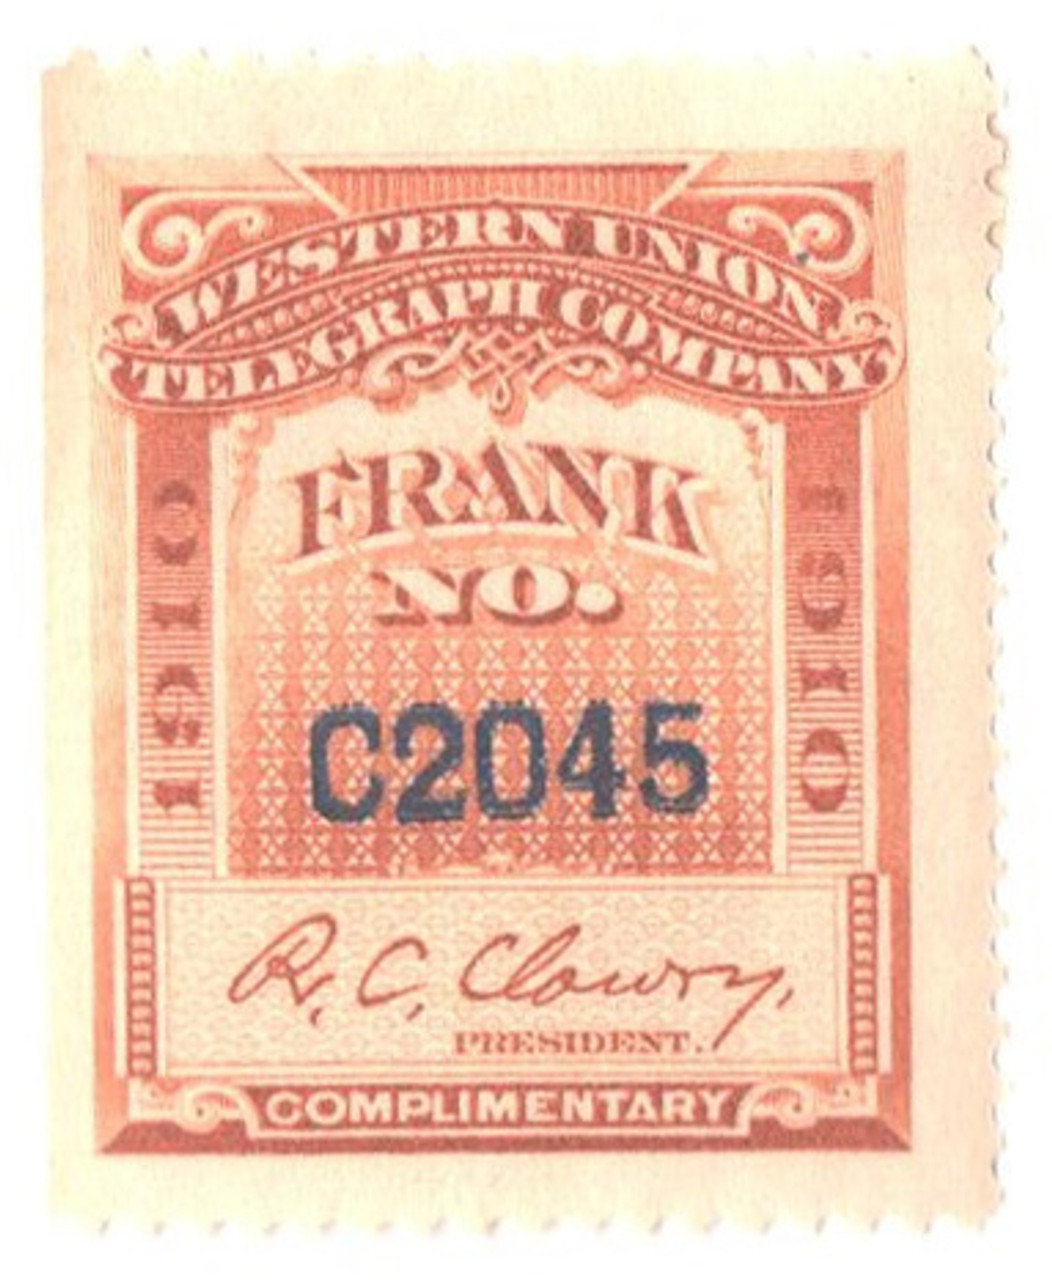 WESTERN UNION
TELEGRAPH COMPANY
FRANK
NO.
1910
1910
C2045
R. C. Clowry,
PRESIDENT.
COMPLIMENTARY